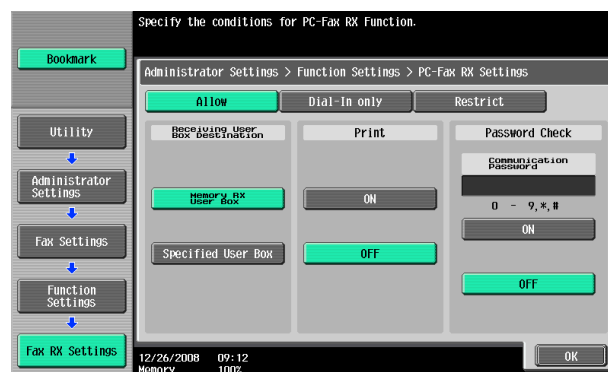 Specify the conditions for PC-Fax RX Function.
Bookmark
Administrator Settings > Function Settings > PC-Fax RX Settings
Allow
Dial-In only
Restrict
Utility
Administrator
Settings
Fax Settings
Function
Settings
Fax RX Settings
Receiving User
Box Destination
Memory RX
User Box
Specified User Box
Print
ON
OFF
Password Check
Communication
Password
0 - 9,*,#
ON
OFF
12/26/2008 09:12
Memory 100%
OK